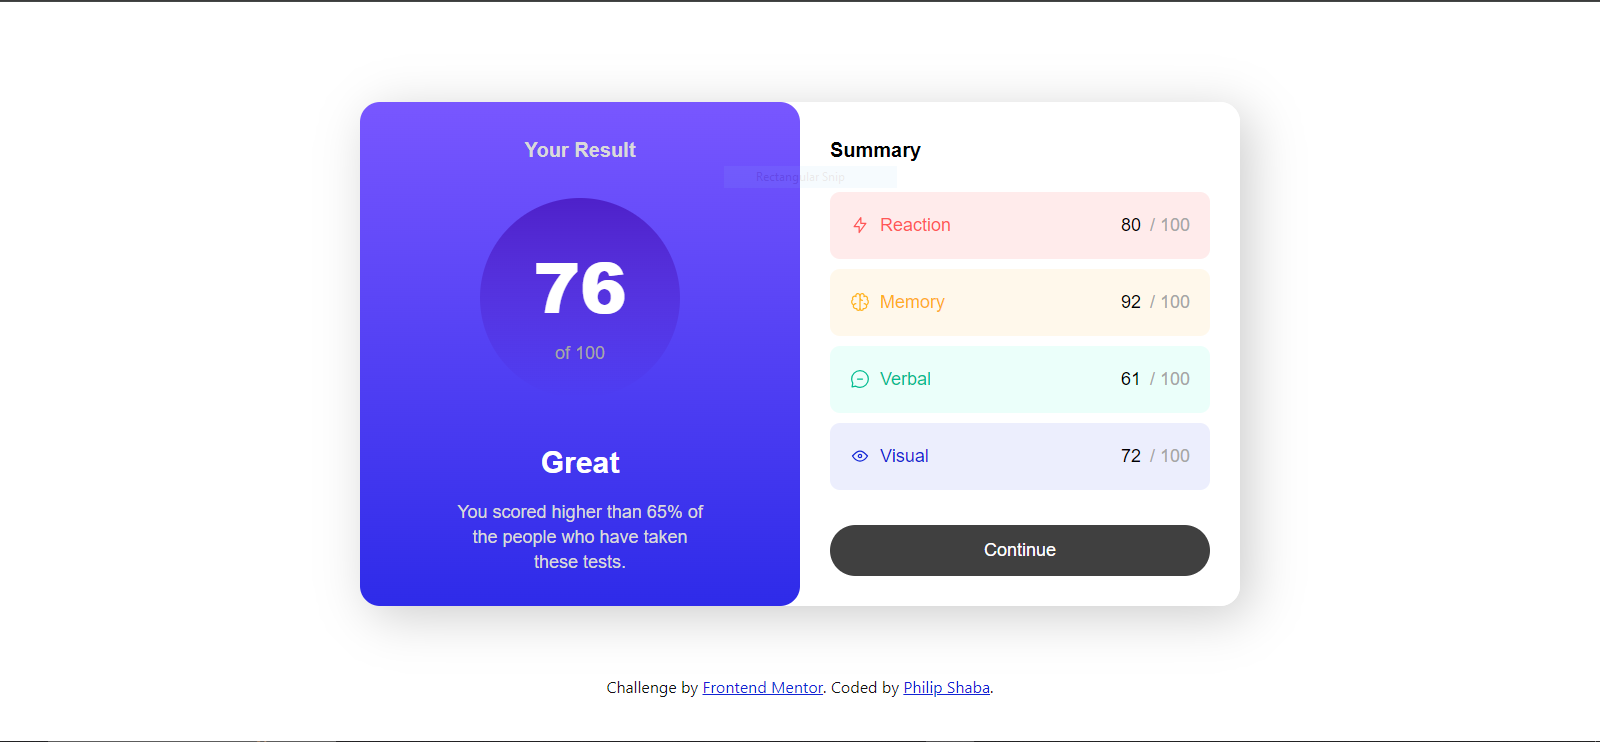 Your Result
76
of 100
Great
You scored higher than 65% of
the people who have taken
these tests.
Summary
Rectangular Snip
Reaction 80 / 100
Memory 92 / 100
Verbal 61 / 100
Visual 72 / 100
Continue
Challenge by Frontend Mentor. Coded by Philip Shaba.